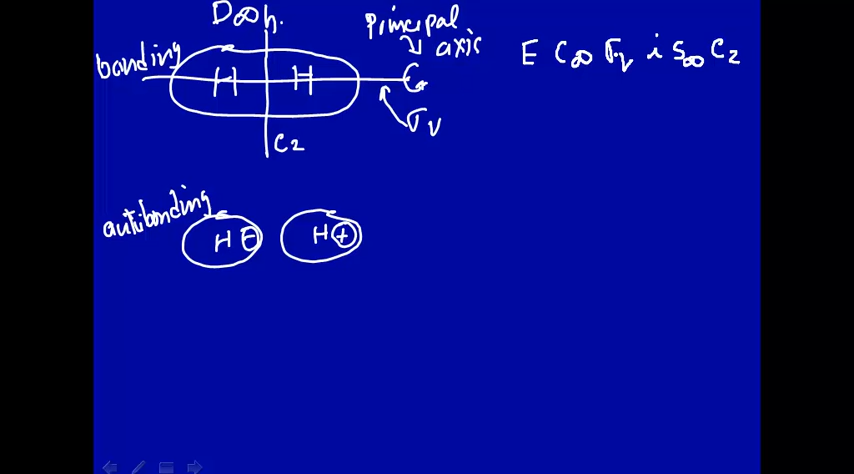 D∞h.
Principal
axis
bonding
H H C∞
E C∞ σv i S∞ C2
σv
C2
antibonding
H ⊖ H ⊕